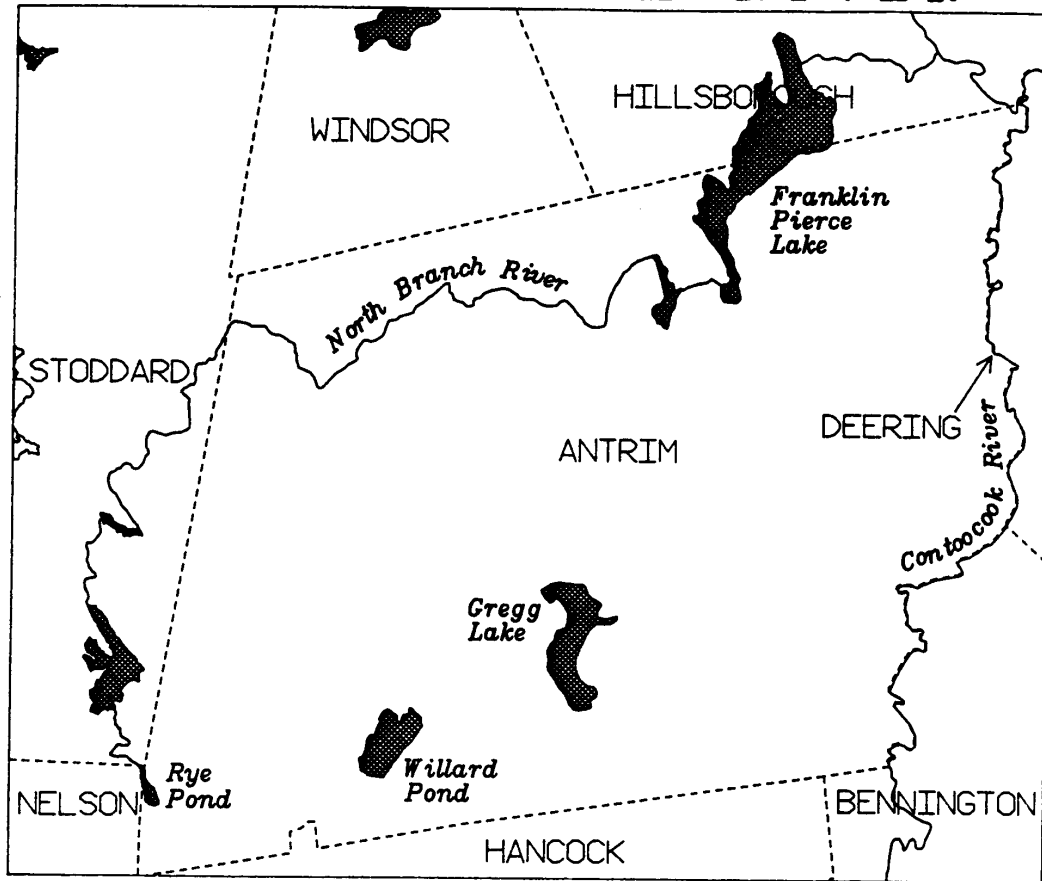 HILLSBOROUGH
WINDSOR
Franklin
Pierce
Lake
North Branch River
STODDARD
DEERING
ANTRIM
Contoocook River
Gregg
Lake
Rye
Pond
Willard
Pond
NELSON
BENNINGTON
HANCOCK